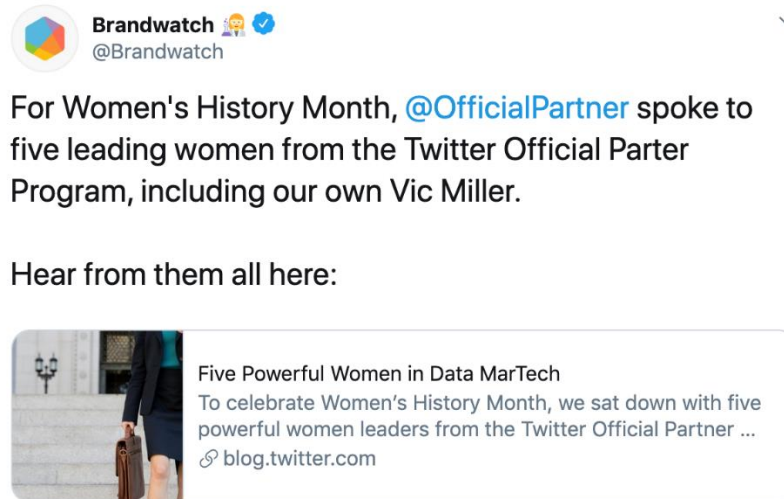 Brandwatch
@Brandwatch
For Women's History Month, @OfficialPartner spoke to
five leading women from the Twitter Official Parter
Program, including our own Vic Miller.
Hear from them all here:
Five Powerful Women in Data MarTech
To celebrate Women's History Month, we sat down with five
powerful women leaders from the Twitter Official Partner ...
blog.twitter.com